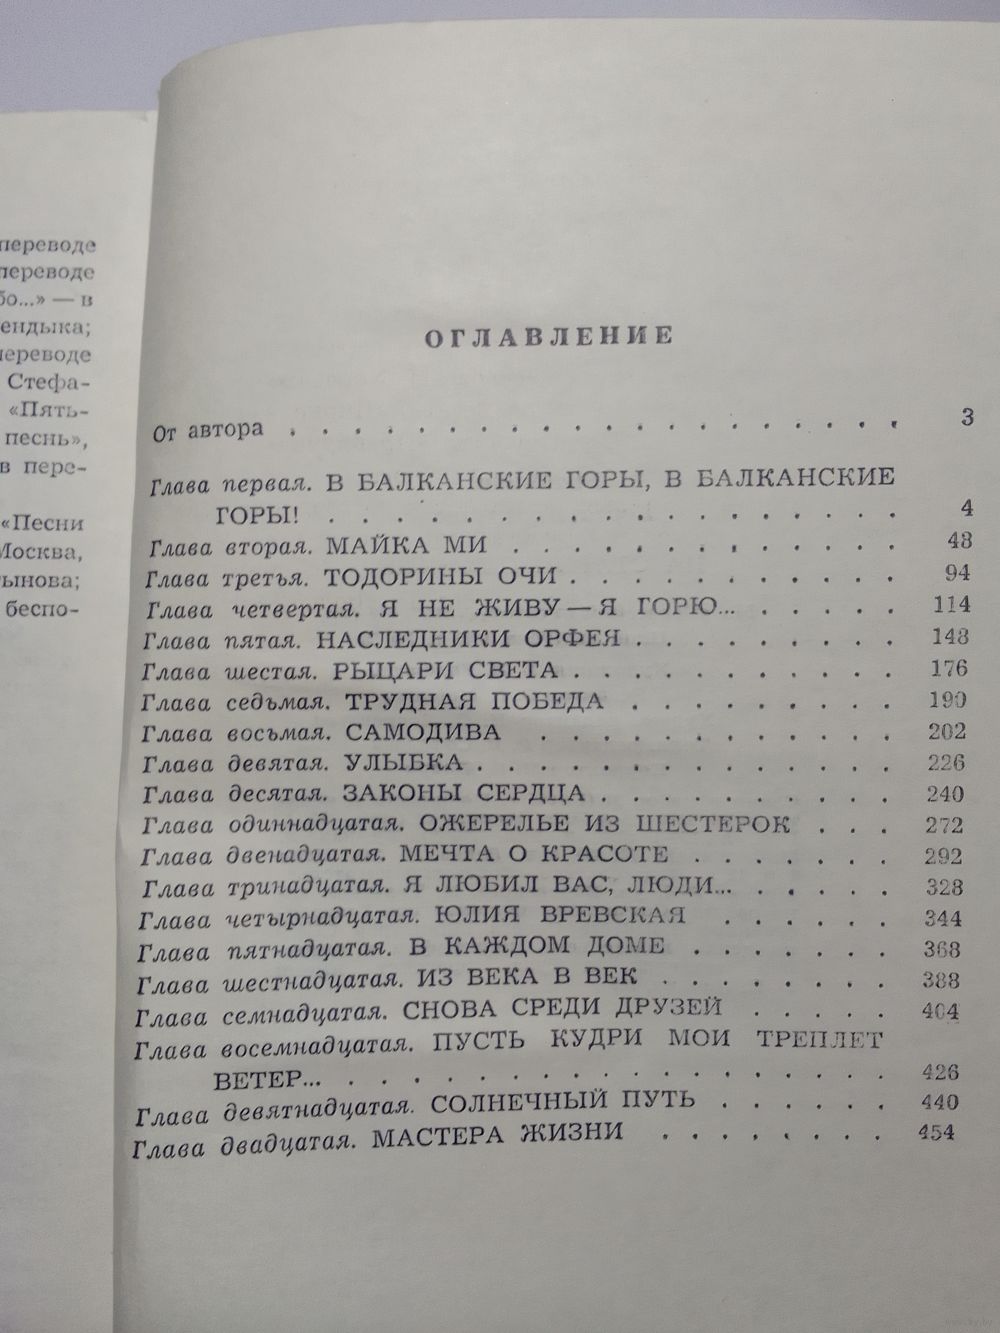 переводе
переводе
бо...» — в
ендыка;
переводе
Стефа-
«Пять-
песнь»,
в пере-
«Песни
Москва,
тынова;
беспо-
ОГЛАВЛЕНИЕ
От автора . . . . . . . . . . . . . . . . . . . . 3
Глава первая. В БАЛКАНСКИЕ ГОРЫ, В БАЛКАНСКИЕ
ГОРЫ! . . . . . . . . . . . . . . . . . . 4
Глава вторая. МАЙКА МИ . . . . . . . . . . . . . 48
Глава третья. ТОДОРИНЫ ОЧИ . . . . . . . . . . . 94
Глава четвертая. Я НЕ ЖИВУ — Я ГОРЮ... . . . . . 114
Глава пятая. НАСЛЕДНИКИ ОРФЕЯ . . . . . . . . . 148
Глава шестая. РЫЦАРИ СВЕТА . . . . . . . . . . . 176
Глава седьмая. ТРУДНАЯ ПОБЕДА . . . . . . . . . 190
Глава восьмая. САМОДИВА . . . . . . . . . . . . 202
Глава девятая. УЛЫБКА . . . . . . . . . . . . . . 226
Глава десятая. ЗАКОНЫ СЕРДЦА . . . . . . . . . . 240
Глава одиннадцатая. ОЖЕРЕЛЬЕ ИЗ ШЕСТЕРОК . . . 272
Глава двенадцатая. МЕЧТА О КРАСОТЕ . . . . . . . 292
Глава тринадцатая. Я ЛЮБИЛ ВАС, ЛЮДИ... . . . . . 328
Глава четырнадцатая. ЮЛИЯ ВРЕВСКАЯ . . . . . . 344
Глава пятнадцатая. В КАЖДОМ ДОМЕ . . . . . . . 368
Глава шестнадцатая. ИЗ ВЕКА В ВЕК . . . . . . . . 388
Глава семнадцатая. СНОВА СРЕДИ ДРУЗЕЙ . . . . . 404
Глава восемнадцатая. ПУСТЬ КУДРИ МОИ ТРЕПЛЕТ
ВЕТЕР... . . . . . . . . . . . . . . . . . . 426
Глава девятнадцатая. СОЛНЕЧНЫЙ ПУТЬ . . . . . . 440
Глава двадцатая. МАСТЕРА ЖИЗНИ . . . . . . . . 454